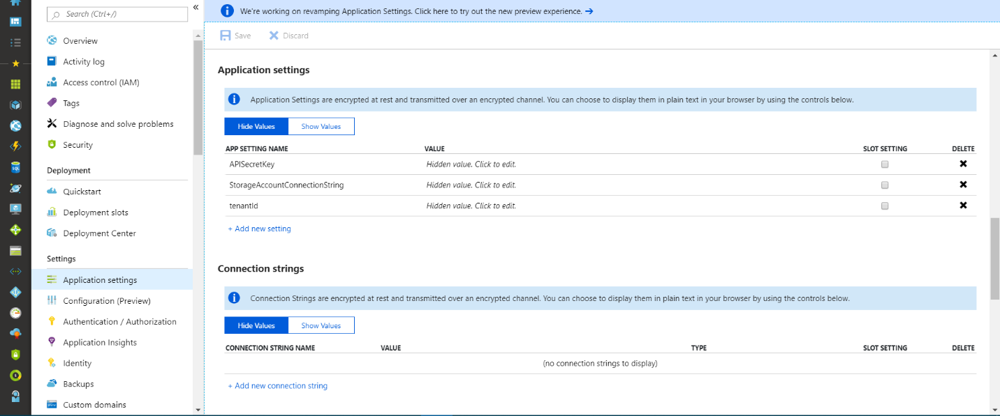 Search (Ctrl+/)
«
Overview
Activity log
Access control (IAM)
Tags
Diagnose and solve problems
Security
Deployment
Quickstart
Deployment slots
Deployment Center
Settings
Application settings
Configuration (Preview)
Authentication / Authorization
Application Insights
Identity
Backups
Custom domains
We're working on revamping Application Settings. Click here to try out the new preview experience. →
Save Discard
Application settings
Application Settings are encrypted at rest and transmitted over an encrypted channel. You can choose to display them in plain text in your browser by using the controls below.
Hide Values Show Values
APP SETTING NAME VALUE SLOT SETTING DELETE
APISecretKey Hidden value. Click to edit.
StorageAccountConnectionString Hidden value. Click to edit.
tenantId Hidden value. Click to edit.
+ Add new setting
Connection strings
Connection Strings are encrypted at rest and transmitted over an encrypted channel. You can choose to display them in plain text in your browser by using the controls below.
Hide Values Show Values
CONNECTION STRING NAME VALUE TYPE SLOT SETTING DELETE
(no connection strings to display)
+ Add new connection string